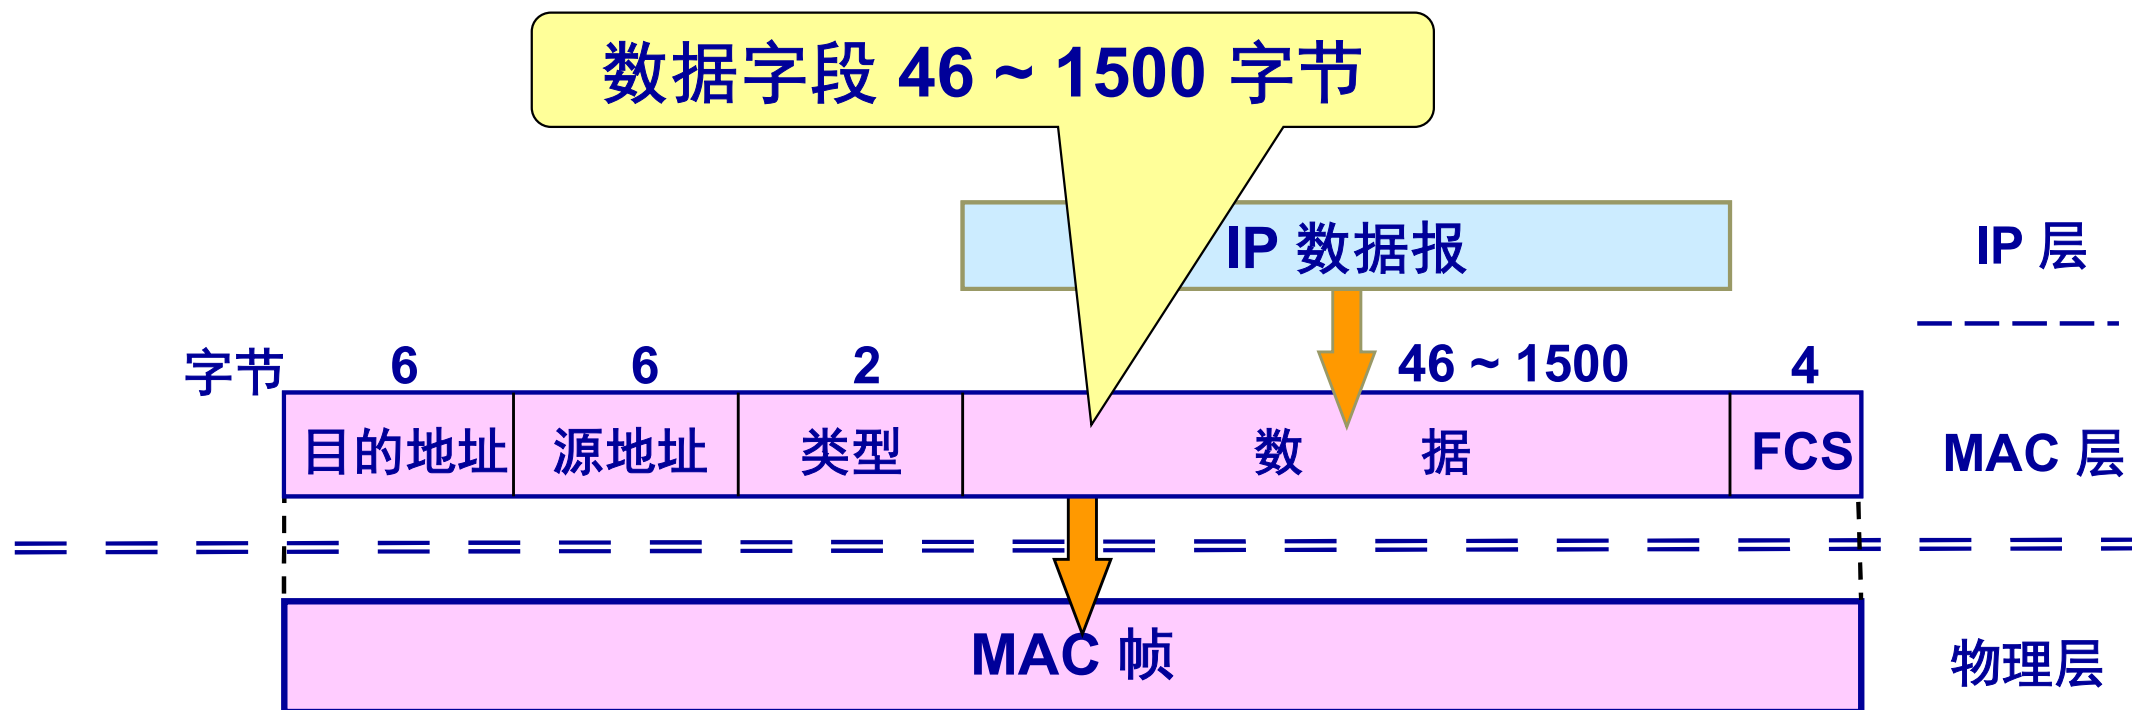 数据字段 46 ~ 1500 字节
IP 数据报
IP 层
字节 6 6 2 46 ~ 1500 4
目的地址 源地址 类型 数 据 FCS MAC 层
MAC 帧
物理层